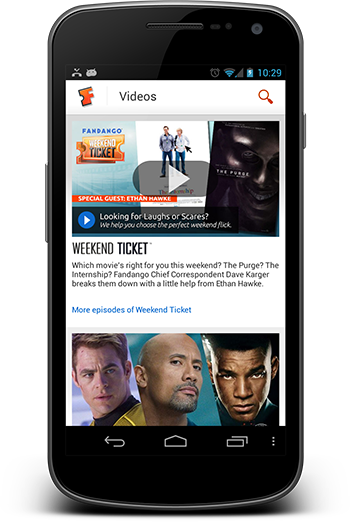 10:29
F
Videos
FANDANGO
WEEKEND
TICKET
THE PURGE
SPECIAL GUEST: ETHAN HAWKE
Looking for Laughs or Scares?
We help you choose the perfect weekend flick.
WEEKEND TICKET
Which movie's right for you this weekend? The Purge? The
Internship? Fandango Chief Correspondent Dave Karger
breaks them down with a little help from Ethan Hawke.
More episodes of Weekend Ticket